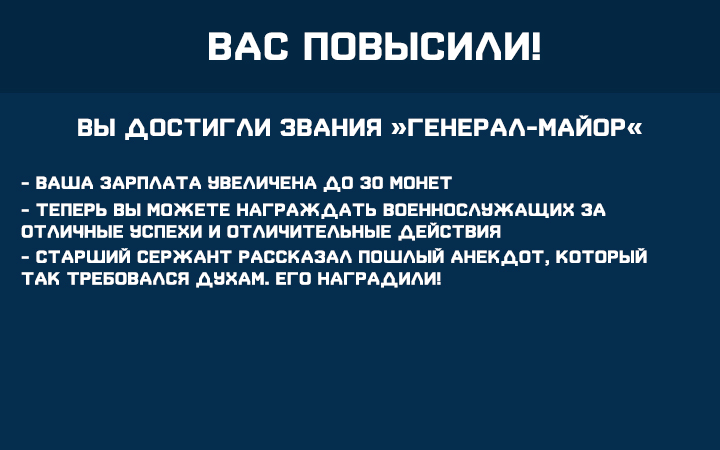 ВАС ПОВЫСИЛИ!
ВЫ ДОСТИГЛИ ЗВАНИЯ »ГЕНЕРАЛ-МАЙОР«
- ВАША ЗАРПЛАТА УВЕЛИЧЕНА ДО 30 МОНЕТ
- ТЕПЕРЬ ВЫ МОЖЕТЕ НАГРАЖДАТЬ ВОЕННОСЛУЖАЩИХ ЗА
ОТЛИЧНЫЕ УСПЕХИ И ОТЛИЧИТЕЛЬНЫЕ ДЕЙСТВИЯ
- СТАРШИЙ СЕРЖАНТ РАССКАЗАЛ ПОШЛЫЙ АНЕКДОТ, КОТОРЫЙ
ТАК ТРЕБОВАЛСЯ ДУХАМ. ЕГО НАГРАДИЛИ!